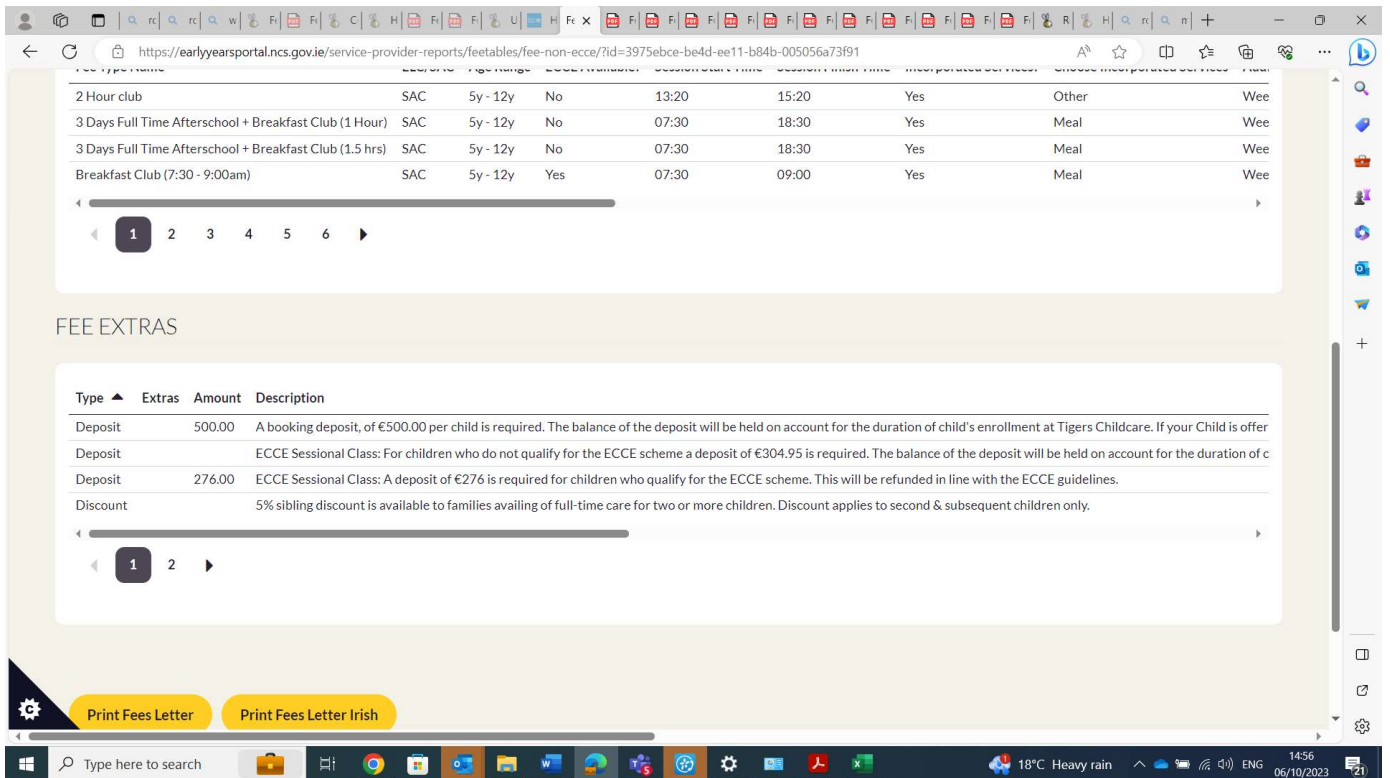 https://earlyyearsportal.ncs.gov.ie/service-provider-reports/feetables/fee-non-ecce/?id=3975ebce-be4d-ee11-b84b-005056a73f91
2 Hour club SAC 5y - 12y No 13:20 15:20 Yes Other Wee
3 Days Full Time Afterschool + Breakfast Club (1 Hour) SAC 5y - 12y No 07:30 18:30 Yes Meal Wee
3 Days Full Time Afterschool + Breakfast Club (1.5 hrs) SAC 5y - 12y No 07:30 18:30 Yes Meal Wee
Breakfast Club (7:30 - 9:00am) SAC 5y - 12y Yes 07:30 09:00 Yes Meal Wee
1 2 3 4 5 6
FEE EXTRAS
Type Extras Amount Description
Deposit 500.00 A booking deposit, of €500.00 per child is required. The balance of the deposit will be held on account for the duration of child's enrollment at Tigers Childcare. If your Child is offer
Deposit ECCE Sessional Class: For children who do not qualify for the ECCE scheme a deposit of €304.95 is required. The balance of the deposit will be held on account for the duration of c
Deposit 276.00 ECCE Sessional Class: A deposit of €276 is required for children who qualify for the ECCE scheme. This will be refunded in line with the ECCE guidelines.
Discount 5% sibling discount is available to families availing of full-time care for two or more children. Discount applies to second & subsequent children only.
1 2
Print Fees Letter Print Fees Letter Irish
Type here to search 18°C Heavy rain ENG 14:56
06/10/2023 21